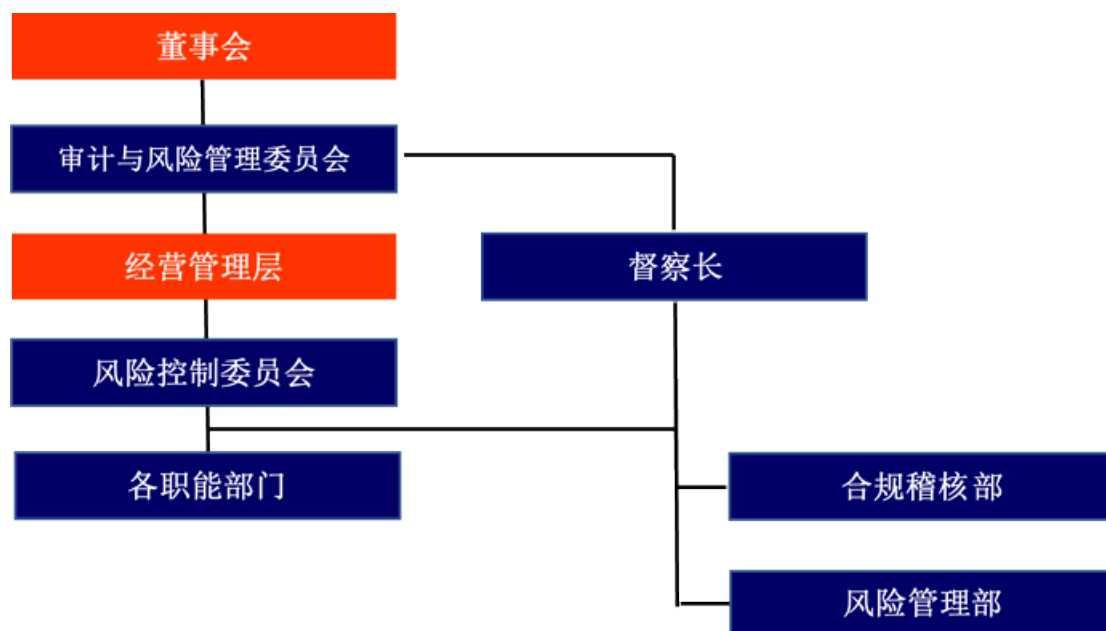 董事会
审计与风险管理委员会
经营管理层
督察长
风险控制委员会
各职能部门
合规稽核部
风险管理部